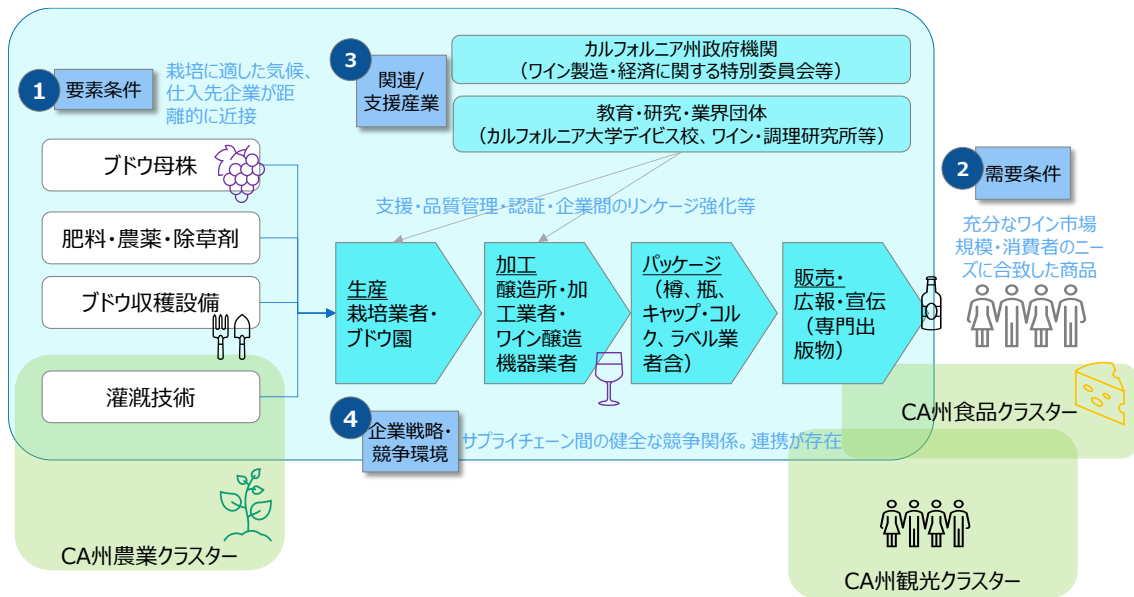 1
要素条件
栽培に適した気候、
仕入先企業が距
離的に近接
3
関連/
支援産業
カルフォルニア州政府機関
（ワイン製造・経済に関する特別委員会等）
教育・研究・業界団体
（カルフォルニア大学デイビス校、ワイン・調理研究所等）
2
需要条件
充分なワイン市場
規模・消費者のニー
ズに合致した商品
ブドウ母株
肥料・農薬・除草剤
ブドウ収穫設備
灌漑技術
支援・品質管理・認証・企業間のリンケージ強化等
生産
栽培業者・
ブドウ園
加工
醸造所・加
工業者・
ワイン醸造
機器業者
パッケージ
（樽、瓶、
キャップ・コル
ク、ラベル業
者含）
販売・
広報・宣伝
（専門出
版物）
4
企業戦略・
競争環境
サプライチェーン間の健全な競争関係。連携が存在
CA州食品クラスター
CA州農業クラスター
CA州観光クラスター